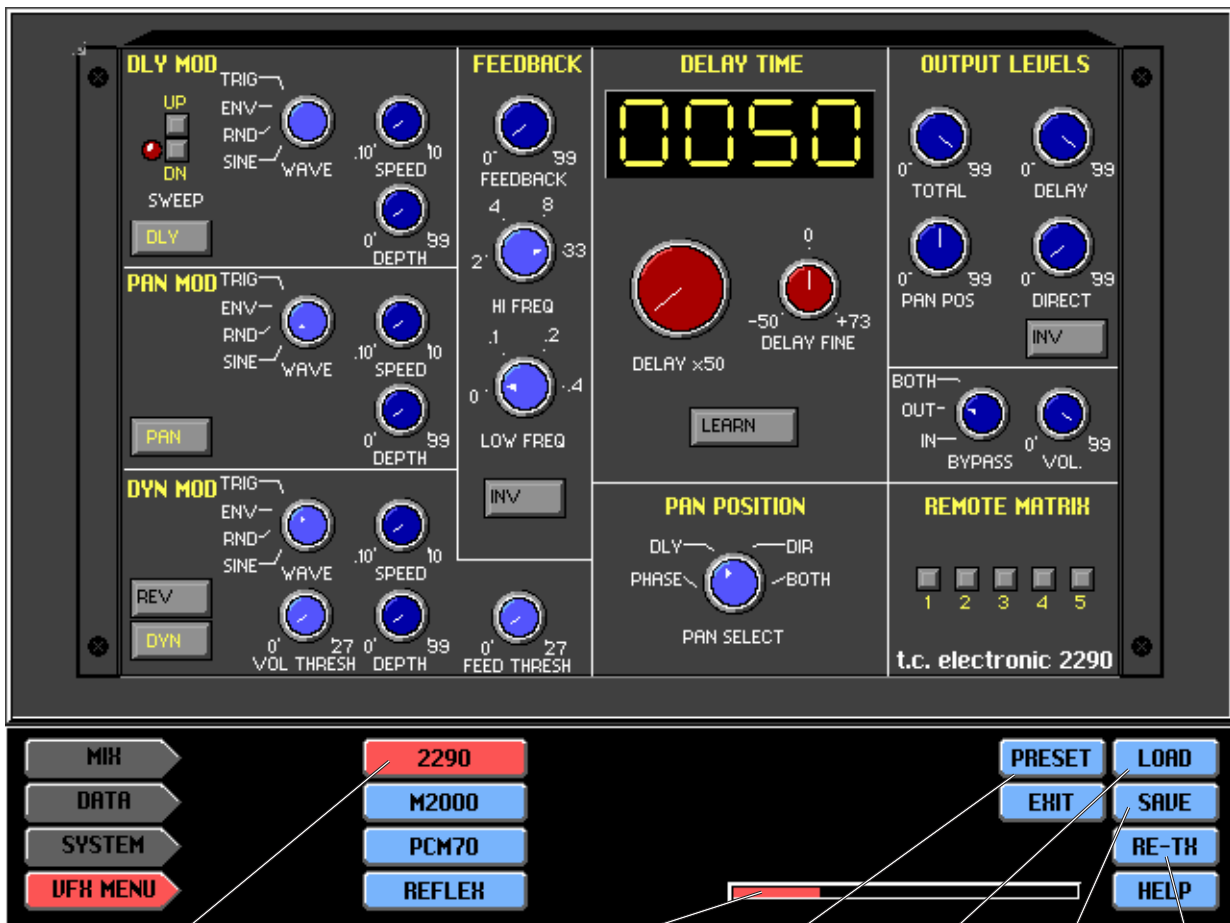 DLY MOD
TRIG
ENV
RND
SINE
WAVE
UP
DN
SWEEP
DLY
.10 10
SPEED
0 99
DEPTH
PAN MOD
TRIG
ENV
RND
SINE
WAVE
.10 10
SPEED
PAN
0 99
DEPTH
DYN MOD
TRIG
ENV
RND
SINE
WAVE
.10 10
SPEED
REV
DYN
0 27
VOL THRESH
0 99
DEPTH
FEEDBACK
0 99
FEEDBACK
4 8
2 33
HI FREQ
.1 .2
0 .4
LOW FREQ
INV
0 27
FEED THRESH
DELAY TIME
0050
DELAY x50
0
-50 +73
DELAY FINE
LEARN
PAN POSITION
DLY DIR
PHASE BOTH
PAN SELECT
OUTPUT LEVELS
0 99
TOTAL
0 99
DELAY
0 99
PAN POS
0 99
DIRECT
INV
BOTH
OUT
IN
BYPASS
0 99
VOL.
REMOTE MATRIX
1 2 3 4 5
t.c. electronic 2290
MIX
DATA
SYSTEM
VFX MENU
2290
M2000
PCM70
REFLEX
PRESET
LOAD
EXIT
SAVE
RE-TX
HELP